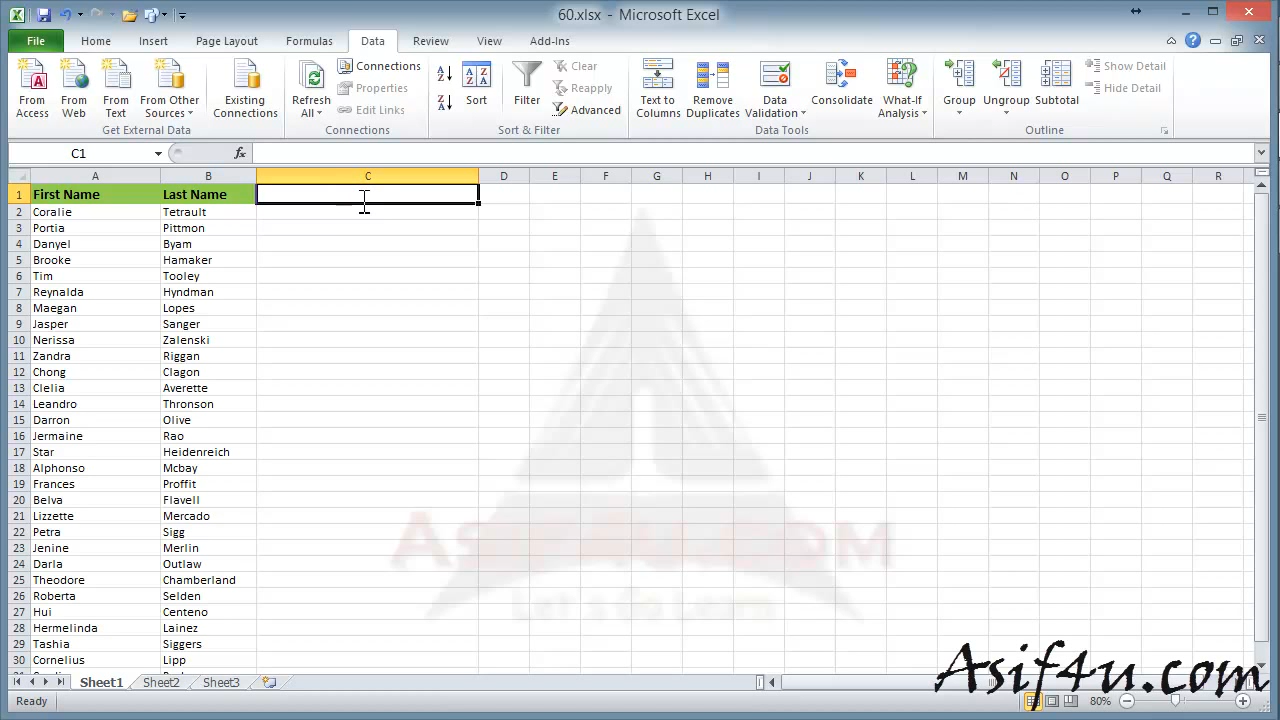 60.xlsx - Microsoft Excel
File Home Insert Page Layout Formulas Data Review View Add-Ins
From Access
From Web
From Text
From Other Sources
Existing Connections
Get External Data
Refresh All
Connections
Properties
Edit Links
Connections
Sort
Filter
Clear
Reapply
Advanced
Sort & Filter
Text to Columns
Remove Duplicates
Data Validation
Consolidate
What-If Analysis
Data Tools
Group
Ungroup
Subtotal
Show Detail
Hide Detail
Outline
C1 fx
A B C D E F G H I J K L M N O P Q R
1 First Name Last Name
2 Coralie Tetrault
3 Portia Pittmon
4 Danyel Byam
5 Brooke Hamaker
6 Tim Tooley
7 Reynalda Hyndman
8 Maegan Lopes
9 Jasper Sanger
10 Nerissa Zalenski
11 Zandra Riggan
12 Chong Clagon
13 Clelia Averette
14 Leandro Thronson
15 Darron Olive
16 Jermaine Rao
17 Star Heidenreich
18 Alphonso Mcbay
19 Frances Proffit
20 Belva Flavell
21 Lizzette Mercado
22 Petra Sigg
23 Jenine Merlin
24 Darla Outlaw
25 Theodore Chamberland
26 Roberta Selden
27 Hui Centeno
28 Hermelinda Lainez
29 Tashia Siggers
30 Cornelius Lipp
Asif4u.com
Let's Go Learn
Sheet1 Sheet2 Sheet3
Asif4u.com
Ready 80%